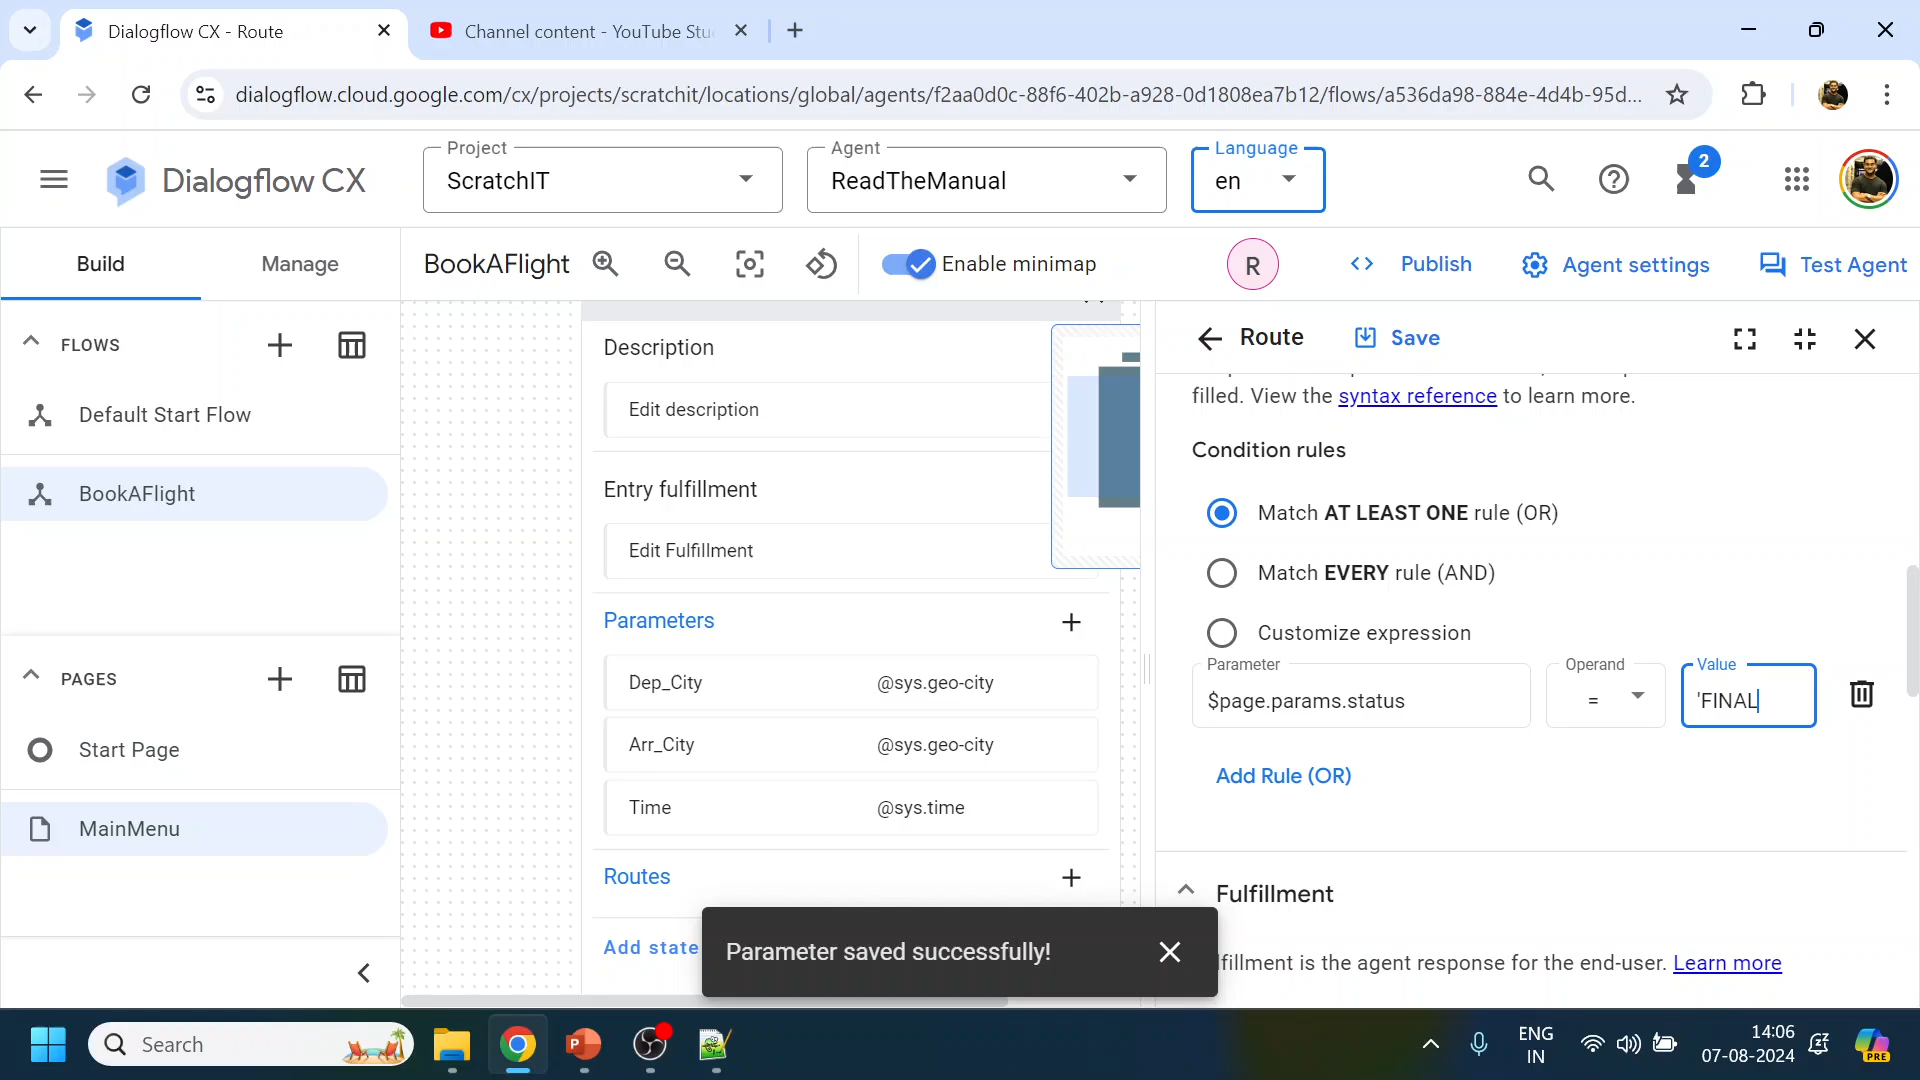 Dialogflow CX - Route
Channel content - YouTube Stu
dialogflow.cloud.google.com/cx/projects/scratchit/locations/global/agents/f2aa0d0c-88f6-402b-a928-0d1808ea7b12/flows/a536da98-884e-4d4b-95d...
Dialogflow CX
Project
ScratchIT
Agent
ReadTheManual
Language
en
2
Build
Manage
BookAFlight
Enable minimap
R
Publish
Agent settings
Test Agent
FLOWS
Default Start Flow
BookAFlight
PAGES
Start Page
MainMenu
Description
Edit description
Entry fulfillment
Edit Fulfillment
Parameters
Dep_City @sys.geo-city
Arr_City @sys.geo-city
Time @sys.time
Routes
Add state
Parameter saved successfully!
Route
Save
filled. View the syntax reference to learn more.
Condition rules
Match AT LEAST ONE rule (OR)
Match EVERY rule (AND)
Customize expression
Parameter
$page.params.status
Operand
=
Value
'FINAL
Add Rule (OR)
Fulfillment
fillment is the agent response for the end-user. Learn more
Search
ENG
IN
14:06
07-08-2024
PRE